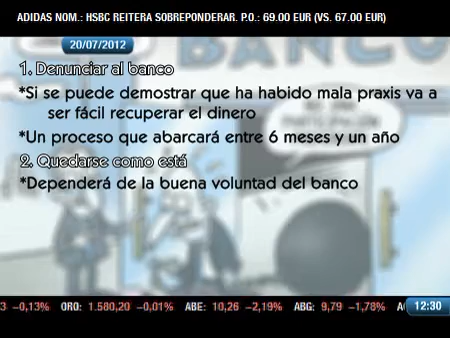 ADIDAS NOM.: HSBC REITERA SOBREPONDERAR. P.O.: 69.00 EUR (VS. 67.00 EUR)
20/07/2012
BANCO
1. Denunciar al banco
*Si se puede demostrar que ha habido mala praxis va a
ser fácil recuperar el dinero
*Un proceso que abarcará entre 6 meses y un año
2. Quedarse como está
*Dependerá de la buena voluntad del banco
3 -0,13% ORO: 1.580,20 -0,01% ABE: 10,26 -2,19% ABG: 9,79 -1,78% 12:30